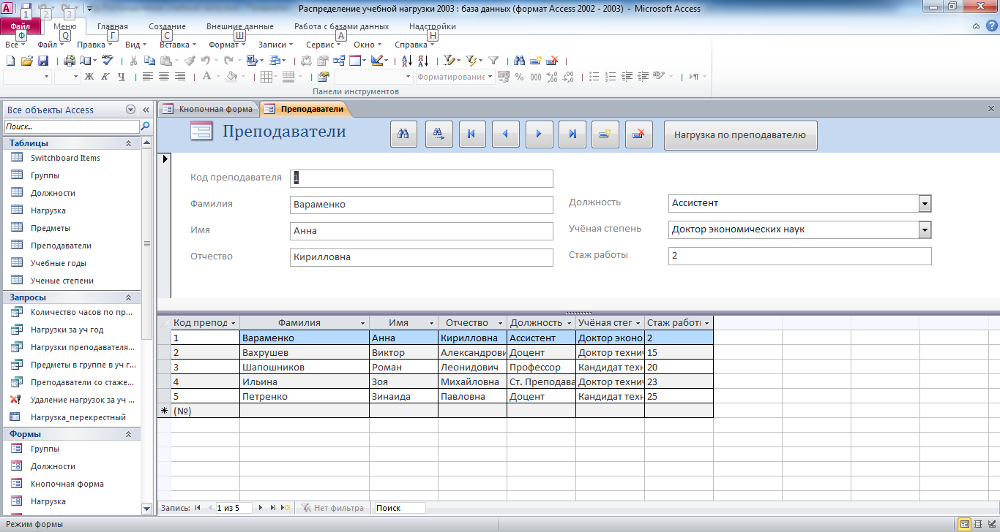 Распределение учебной нагрузки 2003 : база данных (формат Access 2002 - 2003) - Microsoft Access
1 2 3
Файл Меню Главная Создание Внешние данные Работа с базами данных Надстройки
Ф Q Г С Ш А Н
Все Файл Правка Вид Вставка Формат Записи Сервис Окно Справка
Ж К Ч Форматирование % 000
Панели инструментов
Все объекты Access
Поиск...
Таблицы
Switchboard Items
Группы
Должности
Нагрузка
Предметы
Преподаватели
Учебные годы
Ученые степени
Запросы
Количество часов по пр...
Нагрузки за уч год
Нагрузки преподавателя...
Предметы в группе в уч г...
Преподаватели со стаже...
Удаление нагрузок за уч ...
Нагрузка_перекрестный
Формы
Группы
Должности
Кнопочная форма
Нагрузка
Кнопочная форма Преподаватели
Преподаватели Нагрузка по преподавателю
Код преподавателя 1
Фамилия Вараменко Должность Ассистент
Имя Анна Учёная степень Доктор экономических наук
Отчество Кирилловна Стаж работы 2
Код препод Фамилия Имя Отчество Должность Учёная стег Стаж работ
1 Вараменко Анна Кирилловна Ассистент Доктор эконо 2
2 Вахрушев Виктор Александрови Доцент Доктор технич 15
3 Шапошников Роман Леонидович Профессор Кандидат техн 20
4 Ильина Зоя Михайловна Ст. Преподава Доктор технич 23
5 Петренко Зинаида Павловна Доцент Кандидат техн 25
(№)
Запись: 1 из 5 Нет фильтра Поиск
Режим формы